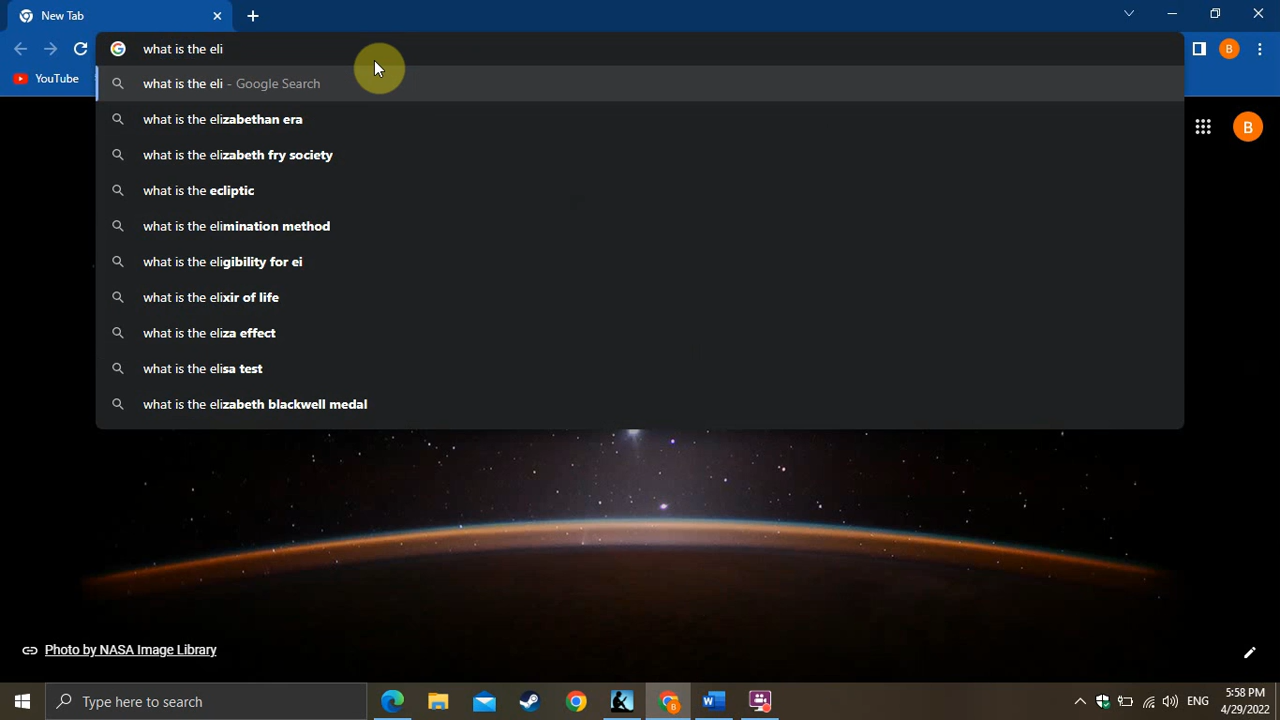 New Tab
what is the eli
YouTube
B
what is the eli - Google Search
what is the elizabethan era
what is the elizabeth fry society
what is the ecliptic
B
what is the elimination method
what is the eligibility for ei
what is the elixir of life
what is the eliza effect
what is the elisa test
what is the elizabeth blackwell medal
Photo by NASA Image Library
Type here to search
B
ENG
5:58 PM
4/29/2022